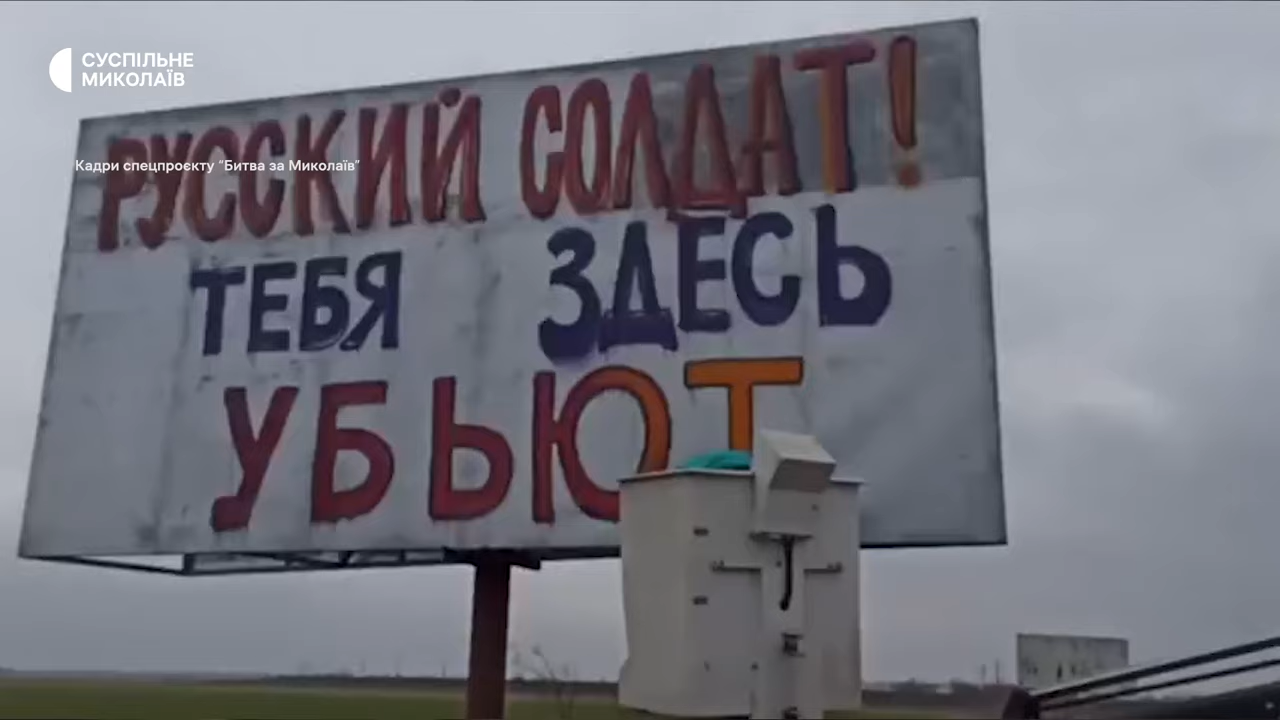 СУСПІЛЬНЕ
МИКОЛАЇВ
Кадри спецпроєкту “Битва за Миколаїв”
РУССКИЙ СОЛДАТ!
ТЕБЯ ЗДЕСЬ
УБЬЮТ